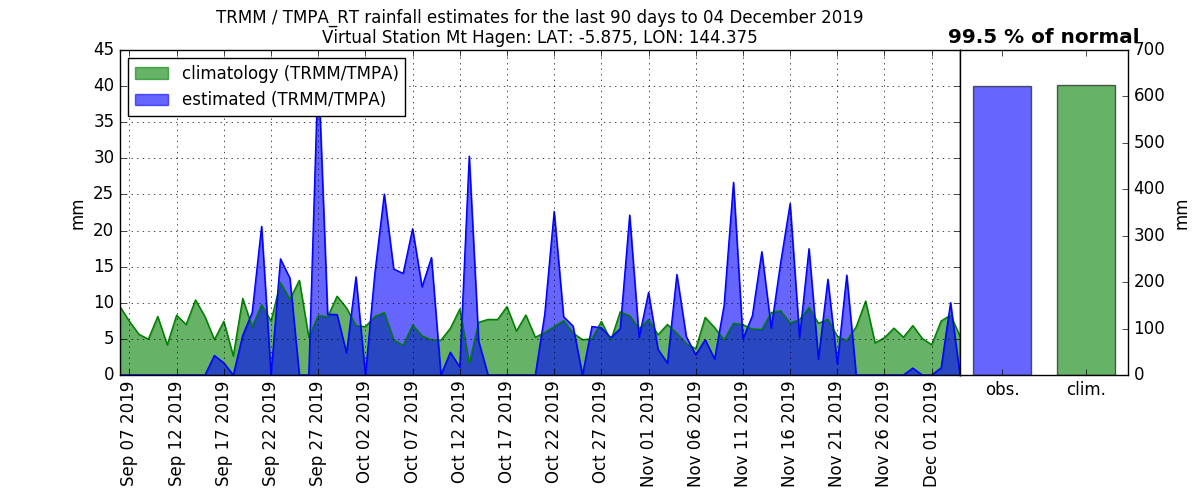 TRMM / TMPA_RT rainfall estimates for the last 90 days to 04 December 2019
Virtual Station Mt Hagen: LAT: -5.875, LON: 144.375
99.5 % of normal
climatology (TRMM/TMPA)
estimated (TRMM/TMPA)
45
40
35
30
25
20
15
10
5
0
mm
700
600
500
400
300
200
100
0
mm
obs.
clim.
Sep 07 2019
Sep 12 2019
Sep 17 2019
Sep 22 2019
Sep 27 2019
Oct 02 2019
Oct 07 2019
Oct 12 2019
Oct 17 2019
Oct 22 2019
Oct 27 2019
Nov 01 2019
Nov 06 2019
Nov 11 2019
Nov 16 2019
Nov 21 2019
Nov 26 2019
Dec 01 2019